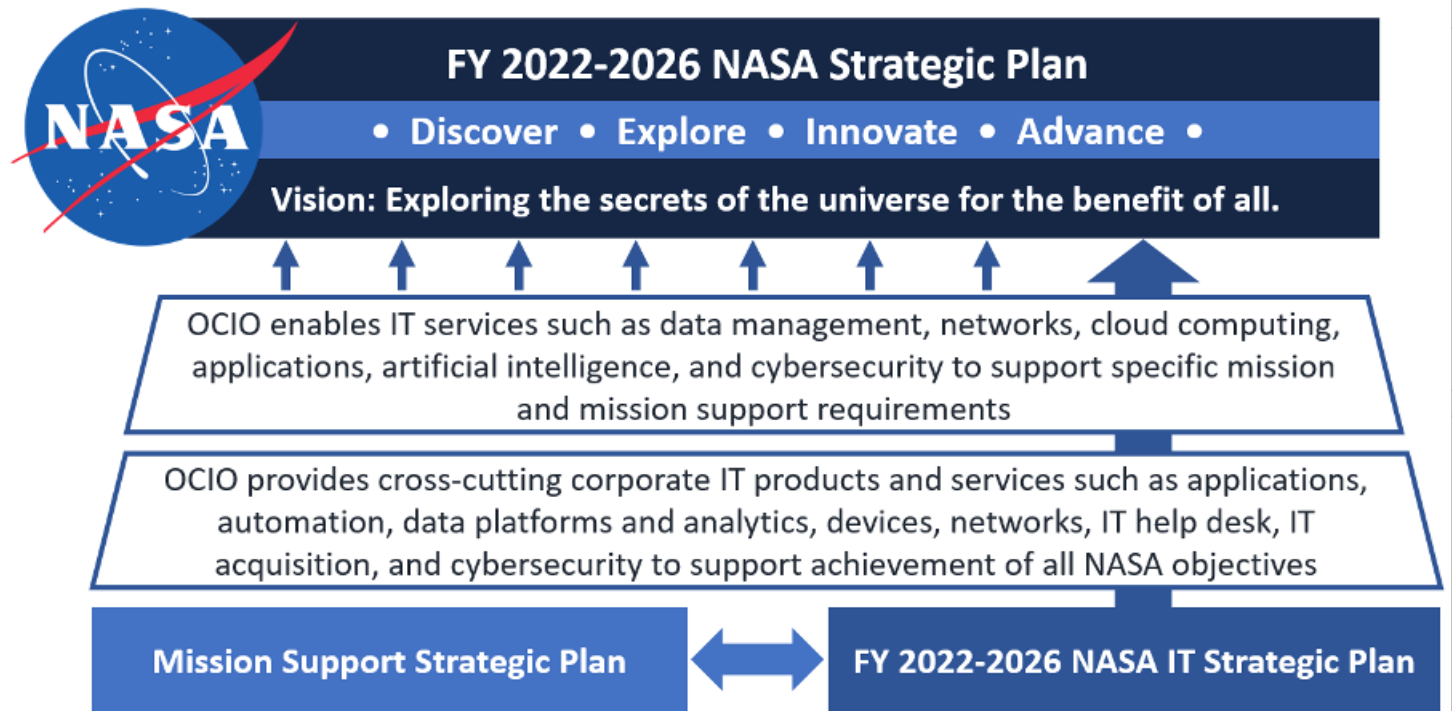 NASA
FY 2022-2026 NASA Strategic Plan
• Discover • Explore • Innovate • Advance •
Vision: Exploring the secrets of the universe for the benefit of all.
OCIO enables IT services such as data management, networks, cloud computing,
applications, artificial intelligence, and cybersecurity to support specific mission
and mission support requirements
OCIO provides cross-cutting corporate IT products and services such as applications,
automation, data platforms and analytics, devices, networks, IT help desk, IT
acquisition, and cybersecurity to support achievement of all NASA objectives
Mission Support Strategic Plan
FY 2022-2026 NASA IT Strategic Plan